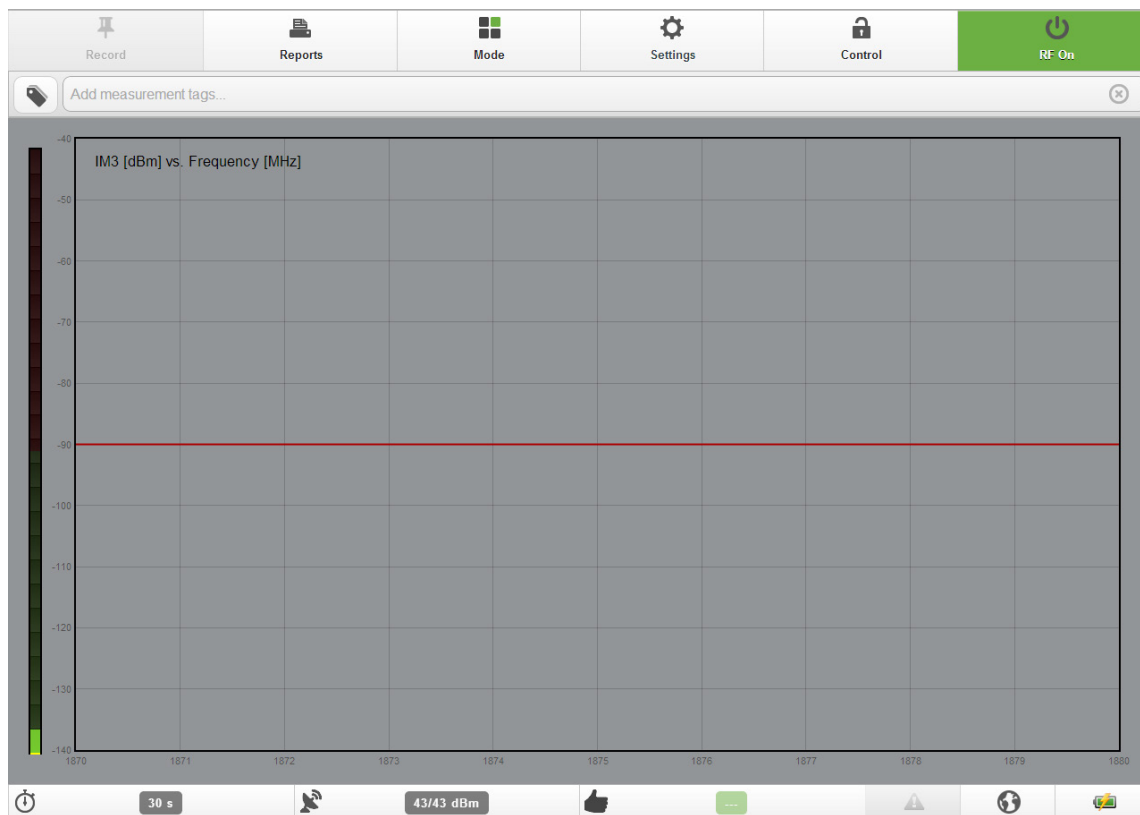 Record Reports Mode Settings Control RF On
Add measurement tags...
IM3 [dBm] vs. Frequency [MHz]
-40
-50
-60
-70
-80
-90
-100
-110
-120
-130
-140
1870 1871 1872 1873 1874 1875 1876 1877 1878 1879 1880
30 s 43/43 dBm ---